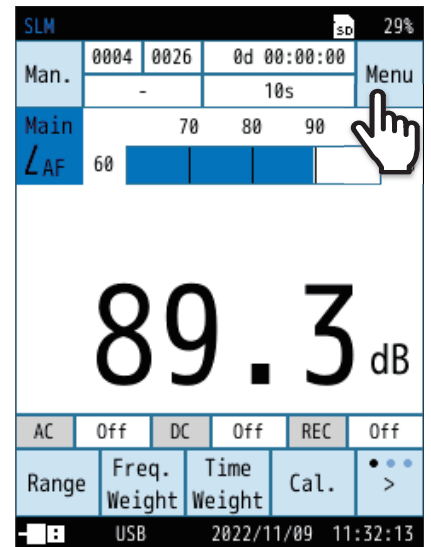 SLM SD 29%
Man. 0004 0026 0d 00:00:00 Menu
- 10s
Main 70 80 90
LAF 60
89.3 dB
AC Off DC Off REC Off
Range Freq. Weight Time Weight Cal. >
USB 2022/11/09 11:32:13